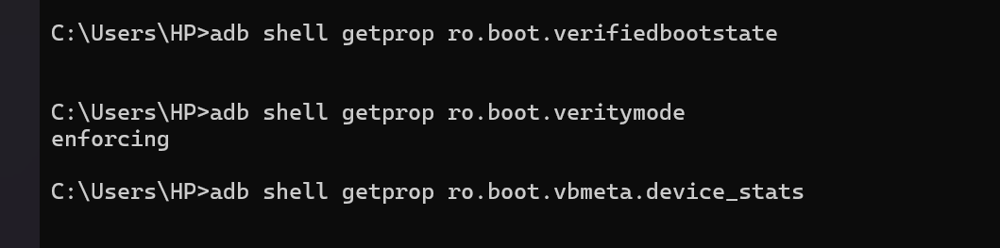 C:\Users\HP>adb shell getprop ro.boot.verifiedbootstate
C:\Users\HP>adb shell getprop ro.boot.veritymode
enforcing
C:\Users\HP>adb shell getprop ro.boot.vbmeta.device_stats